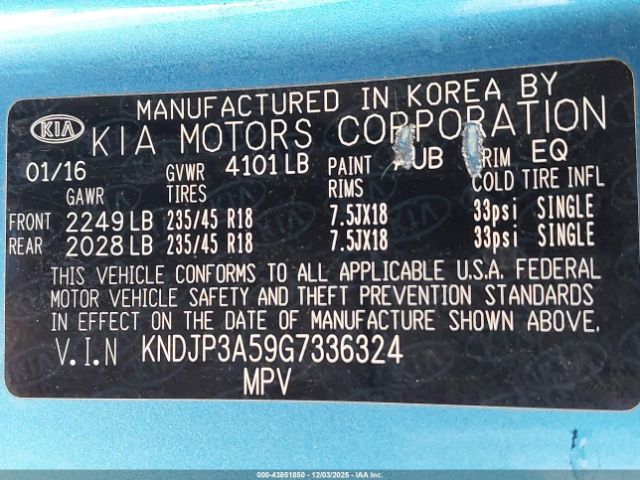 MANUFACTURED IN KOREA BY
KIA KIA MOTORS CORPORATION
01/16 GVWR 4101 LB PAINT UB TRIM EQ
GAWR TIRES RIMS COLD TIRE INFL
FRONT 2249 LB 235/45 R18 7.5JX18 33psi SINGLE
REAR 2028 LB 235/45 R18 7.5JX18 33psi SINGLE
THIS VEHICLE CONFORMS TO ALL APPLICABLE U.S.A. FEDERAL
MOTOR VEHICLE SAFETY AND THEFT PREVENTION STANDARDS
IN EFFECT ON THE DATE OF MANUFACTURE SHOWN ABOVE.
V.I.N KNDJP3A59G7336324
MPV
000-43851850 - 12/03/2025 - IAA Inc.